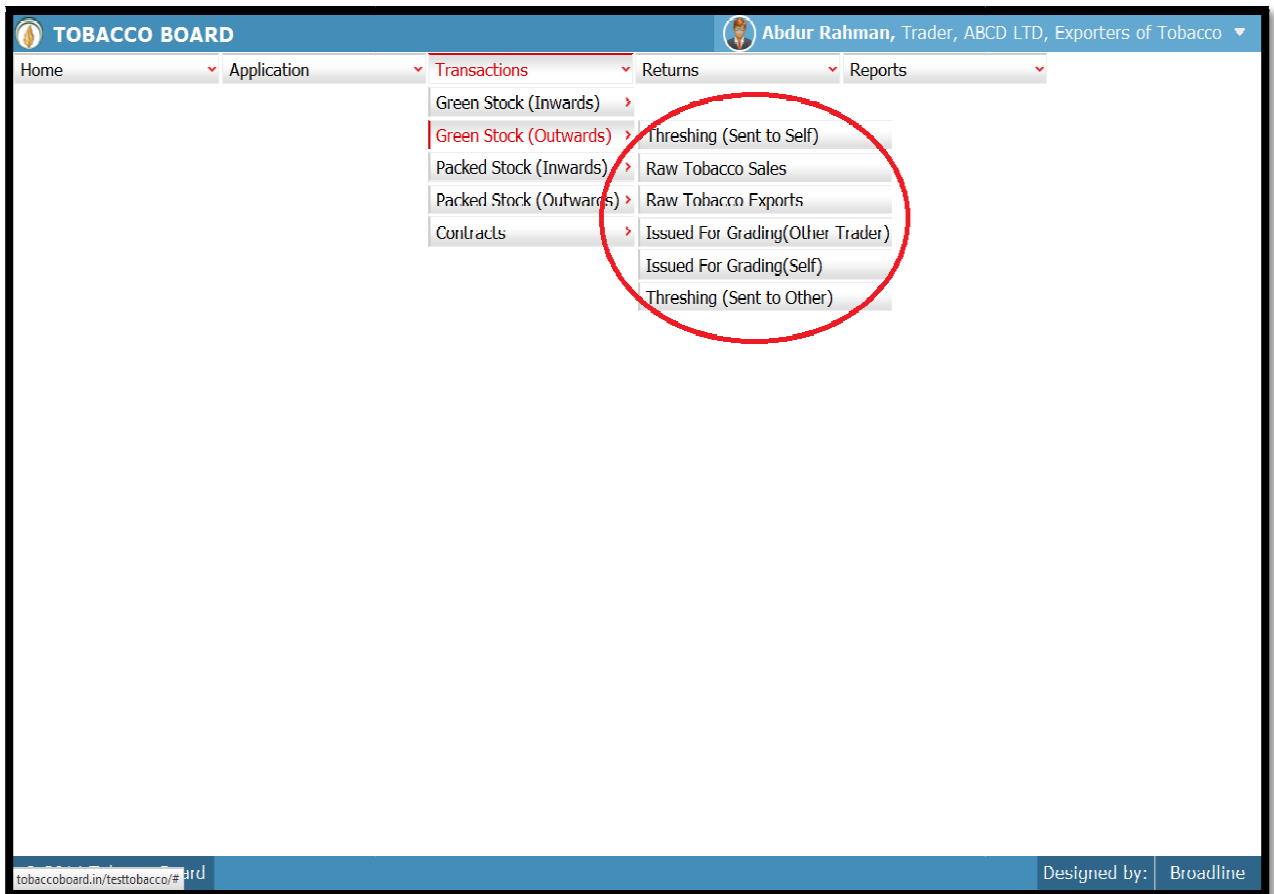 TOBACCO BOARD
Abdur Rahman, Trader, ABCD LTD, Exporters of Tobacco
Home Application Transactions Returns Reports
Green Stock (Inwards)
Green Stock (Outwards) Threshing (Sent to Self)
Packed Stock (Inwards) Raw Tobacco Sales
Packed Stock (Outwards) Raw Tobacco Exports
Contracts Issued For Grading(Other Trader)
Issued For Grading(Self)
Threshing (Sent to Other)
tobaccoboard.in/testtobacco/#
Designed by: Broadline